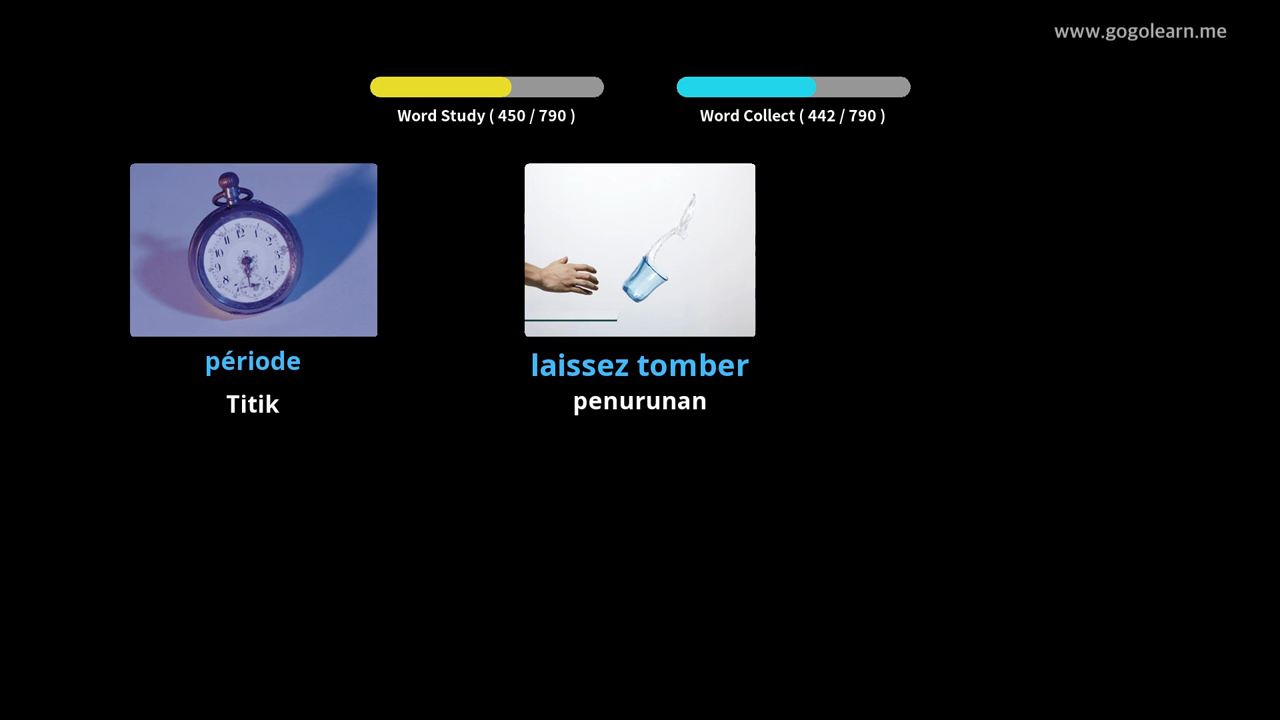 www.gogolearn.me
Word Study ( 450 / 790 )
Word Collect ( 442 / 790 )
période
Titik
laissez tomber
penurunan